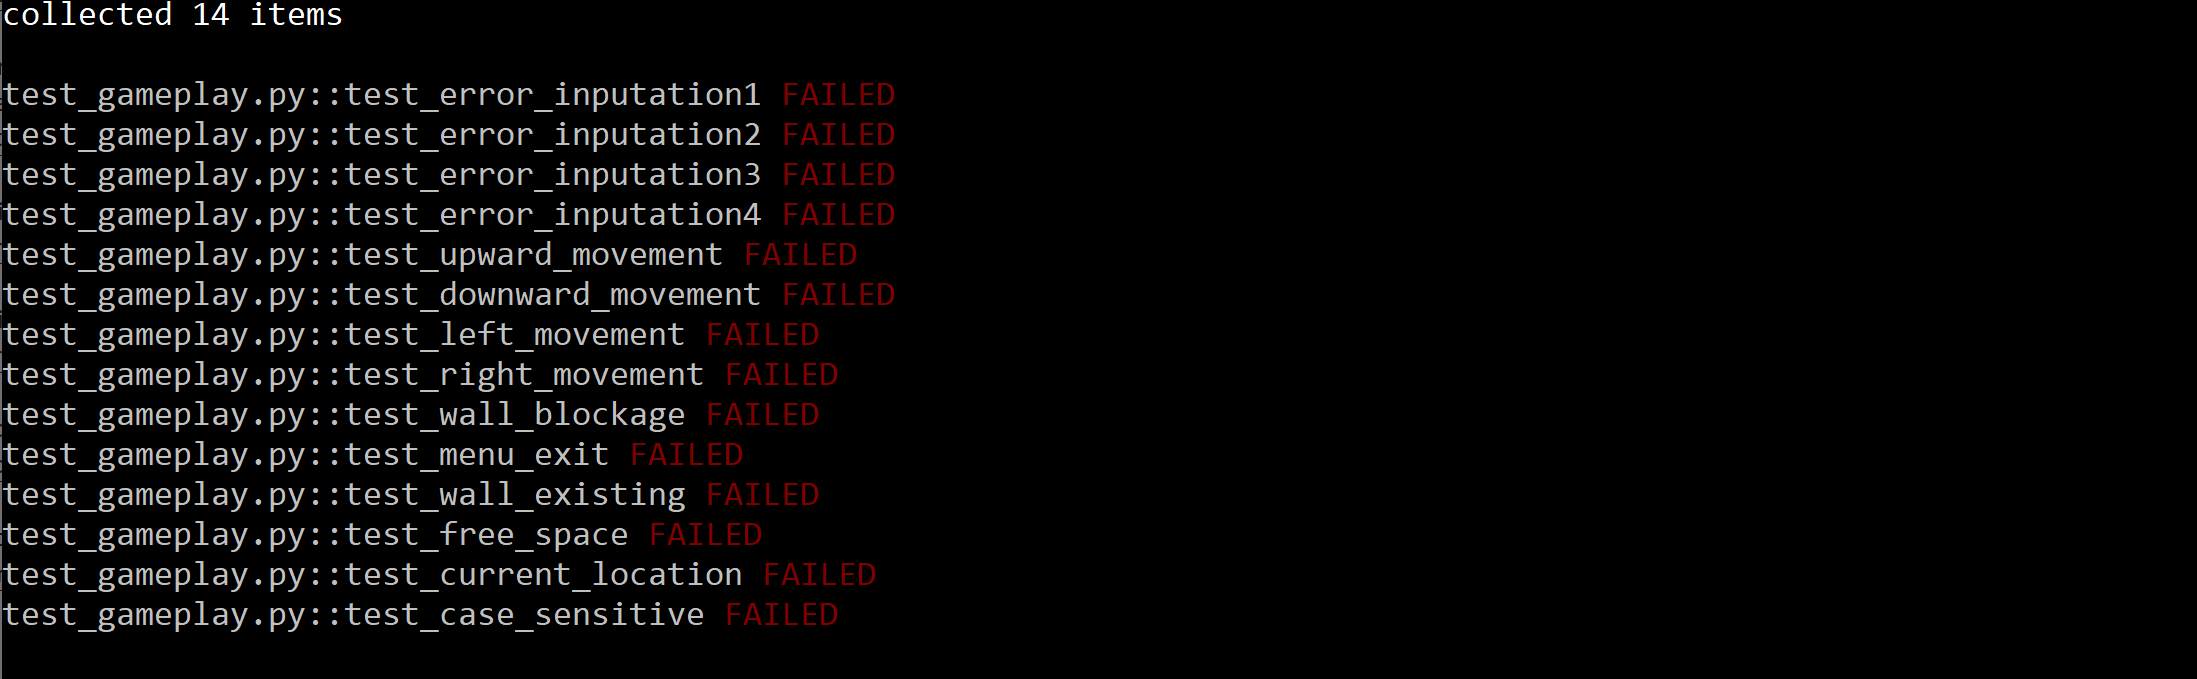 collected 14 items
test_gameplay.py::test_error_inputation1 FAILED
test_gameplay.py::test_error_inputation2 FAILED
test_gameplay.py::test_error_inputation3 FAILED
test_gameplay.py::test_error_inputation4 FAILED
test_gameplay.py::test_upward_movement FAILED
test_gameplay.py::test_downward_movement FAILED
test_gameplay.py::test_left_movement FAILED
test_gameplay.py::test_right_movement FAILED
test_gameplay.py::test_wall_blockage FAILED
test_gameplay.py::test_menu_exit FAILED
test_gameplay.py::test_wall_existing FAILED
test_gameplay.py::test_free_space FAILED
test_gameplay.py::test_current_location FAILED
test_gameplay.py::test_case_sensitive FAILED